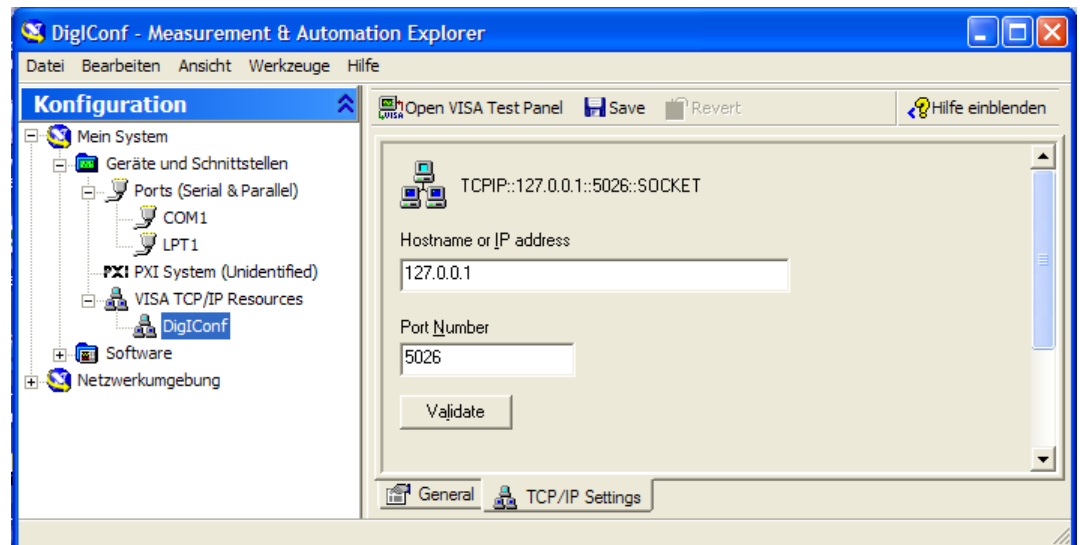 DigIConf - Measurement & Automation Explorer
Datei Bearbeiten Ansicht Werkzeuge Hilfe
Konfiguration
Mein System
Geräte und Schnittstellen
Ports (Serial & Parallel)
COM1
LPT1
PXI PXI System (Unidentified)
VISA TCP/IP Resources
DigIConf
Software
Netzwerkumgebung
VISA Open VISA Test Panel Save Revert Hilfe einblenden
TCPIP::127.0.0.1::5026::SOCKET
Hostname or IP address
127.0.0.1
Port Number
5026
Validate
General TCP/IP Settings